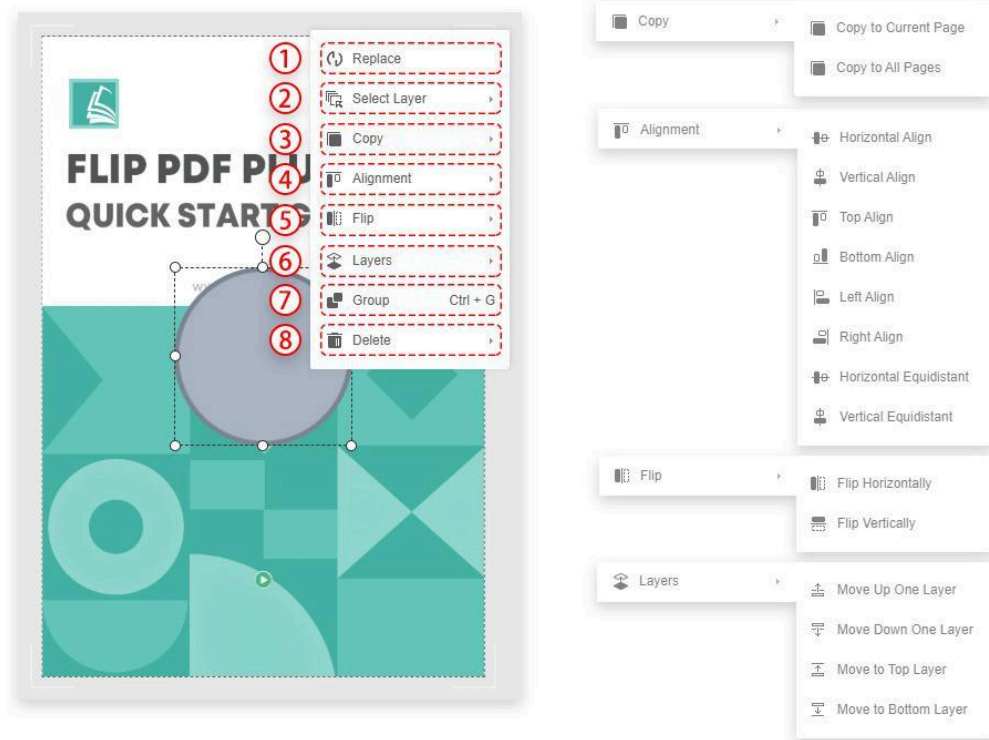 ① Replace
② Select Layer
③ Copy
FLIP PDF PLU
④ Alignment
QUICK START G
⑤ Flip
⑥ Layers
⑦ Group Ctrl + G
⑧ Delete
Copy
Copy to Current Page
Copy to All Pages
Alignment
Horizontal Align
Vertical Align
Top Align
Bottom Align
Left Align
Right Align
Horizontal Equidistant
Vertical Equidistant
Flip
Flip Horizontally
Flip Vertically
Layers
Move Up One Layer
Move Down One Layer
Move to Top Layer
Move to Bottom Layer